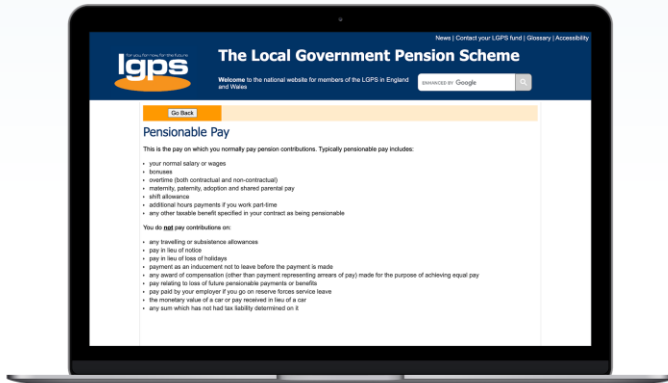 News | Contact your LGPS fund | Glossary | Accessibility
for you, for now, for the future
lgps
The Local Government Pension Scheme
Welcome to the national website for members of the LGPS in England
and Wales
ENHANCED BY Google
Go Back
Pensionable Pay
This is the pay on which you normally pay pension contributions. Typically pensionable pay includes:
• your normal salary or wages
• bonuses
• overtime (both contractual and non-contractual)
• maternity, paternity, adoption and shared parental pay
• shift allowance
• additional hours payments if you work part-time
• any other taxable benefit specified in your contract as being pensionable
You do not pay contributions on:
• any travelling or subsistence allowances
• pay in lieu of notice
• pay in lieu of loss of holidays
• payment as an inducement not to leave before the payment is made
• any award of compensation (other than payment representing arrears of pay) made for the purpose of achieving equal pay
• pay relating to loss of future pensionable payments or benefits
• pay paid by your employer if you go on reserve forces service leave
• the monetary value of a car or pay received in lieu of a car
• any sum which has not had tax liability determined on it